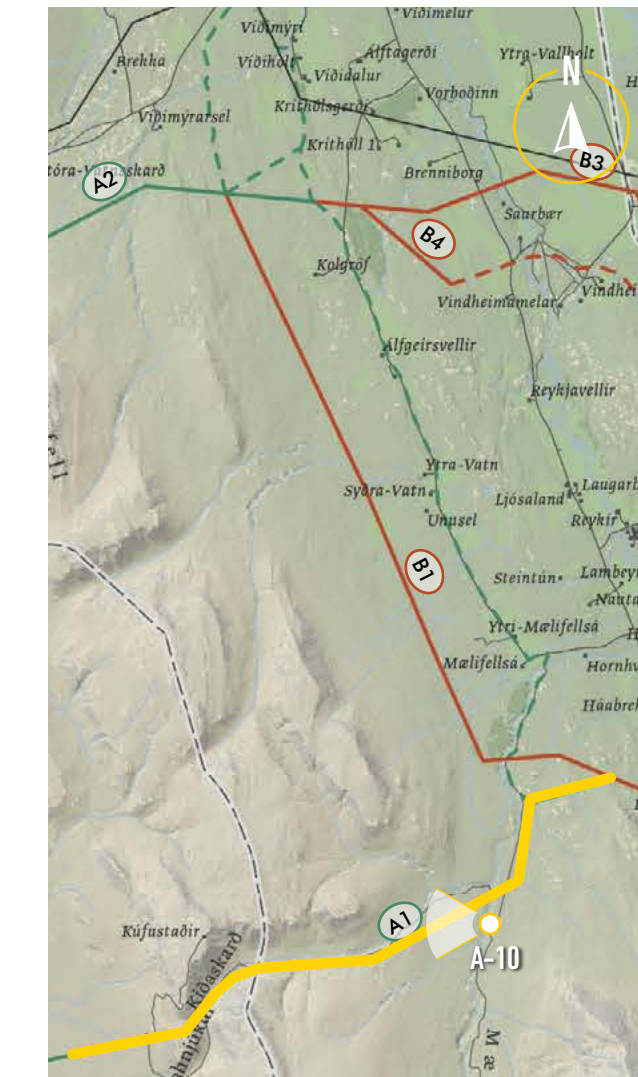 Víðimelur
Víðimýri
Álftagerði
Ytra-Vallholt
Brekka
Víðiholt
N
Víðidalur
Vorboðinn
Krithólsgerði
Víðimýrarsel
Krithóll 1
B3
Brenniborg
A2
Saurbær
B4
Kolgröf
Vindheimamelar
Álfgeirsvellir
Reykjavellir
fell
Ytra-Vatn
Syðra-Vatn
Ljósaland
Unusel
Reykir
B1
Steintún
Ytri-Mælifellsá
Mælifellsá
A1
Kúfustaðir
A-10
Kiðaskarð
Mæ